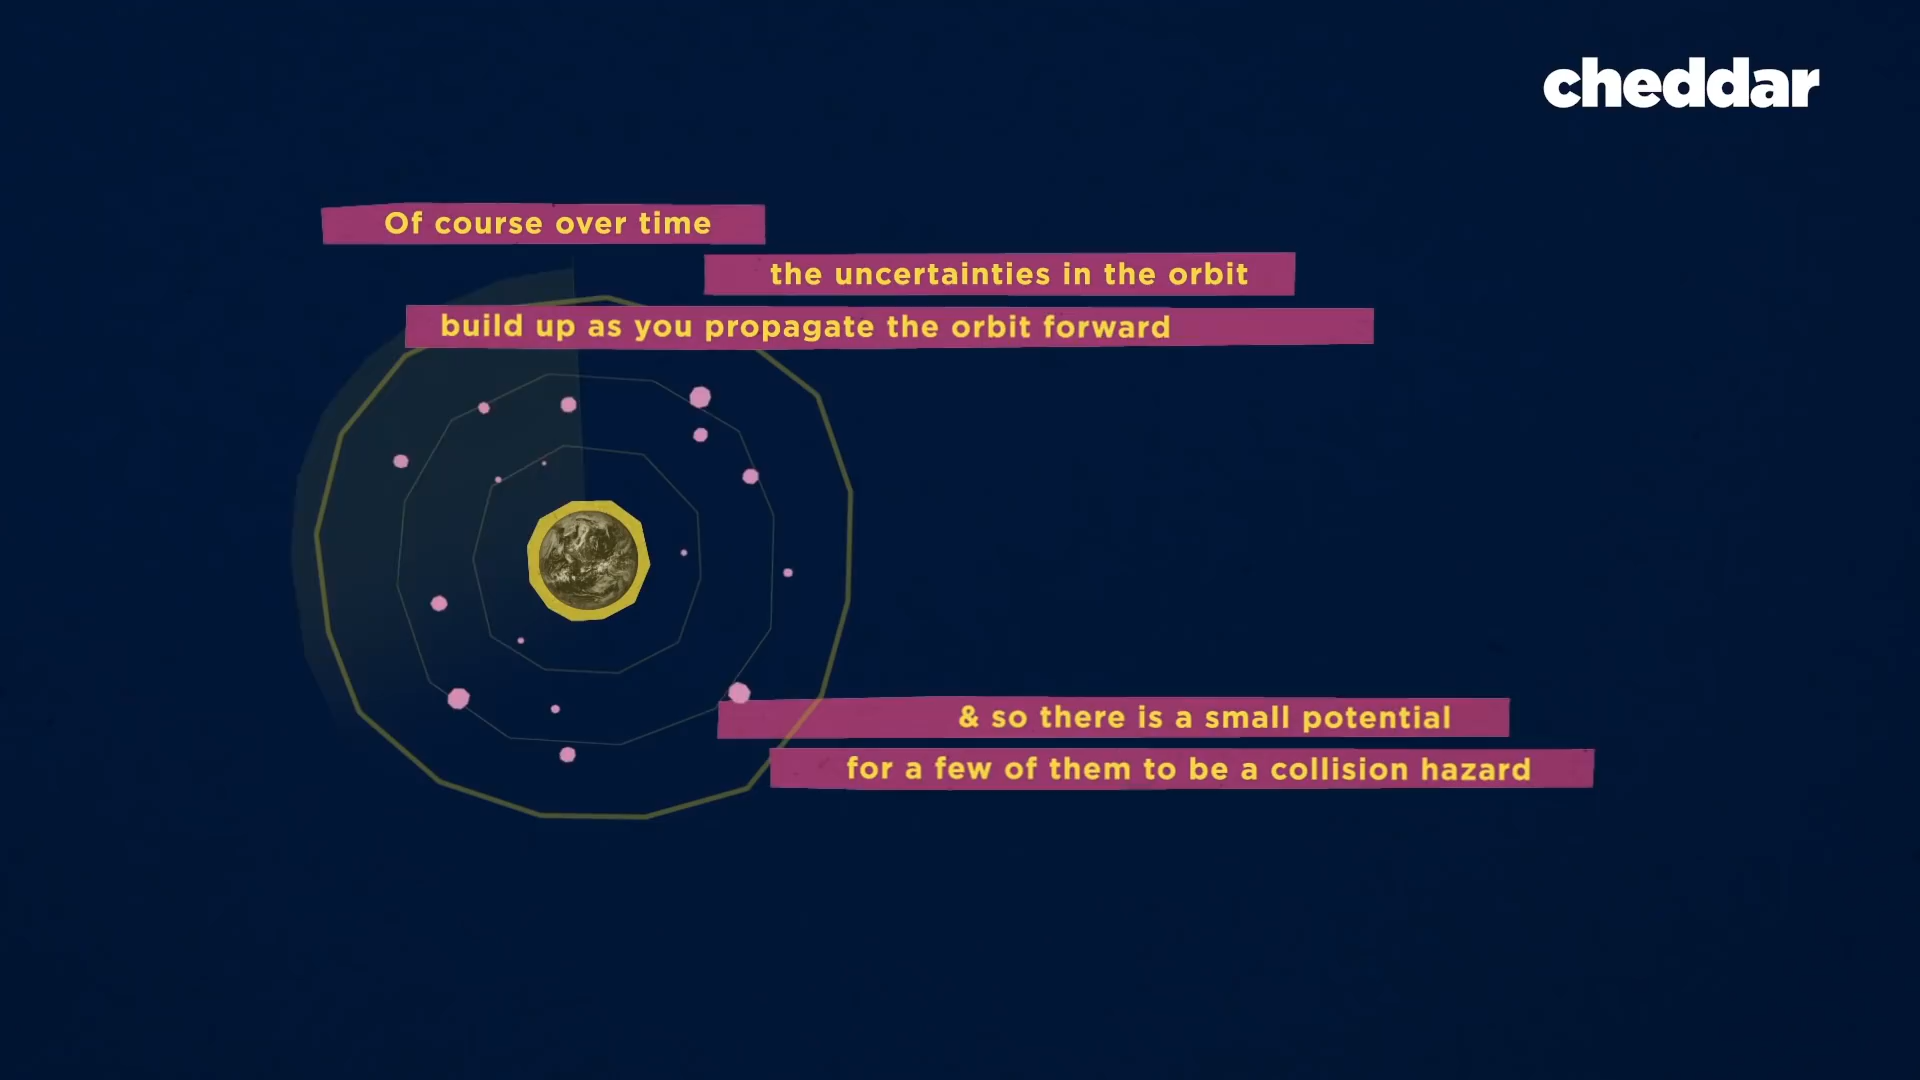 cheddar
Of course over time
the uncertainties in the orbit
build up as you propagate the orbit forward
& so there is a small potential
for a few of them to be a collision hazard